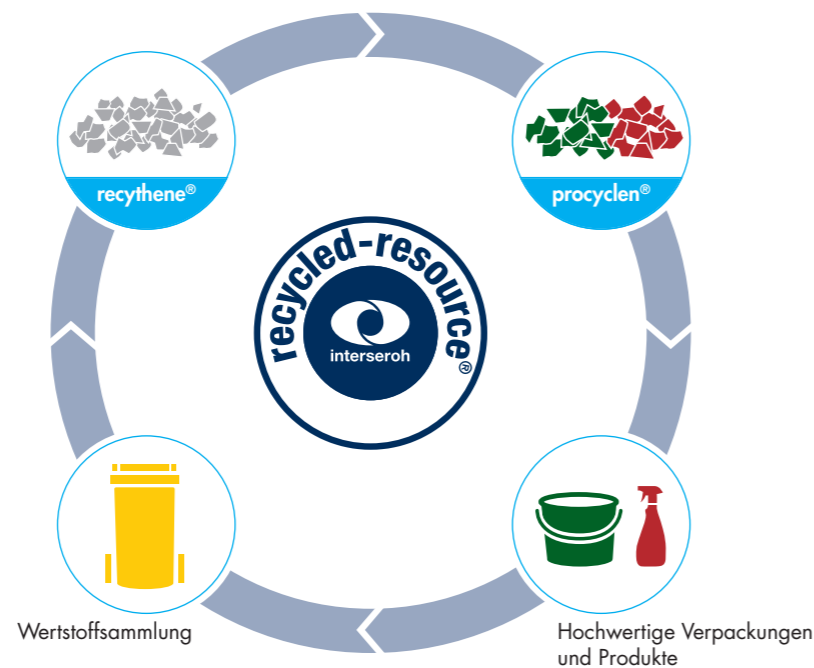 recythene®
procyclen®
recycled-resource®
interseroh
Wertstoffsammlung
Hochwertige Verpackungen
und Produkte